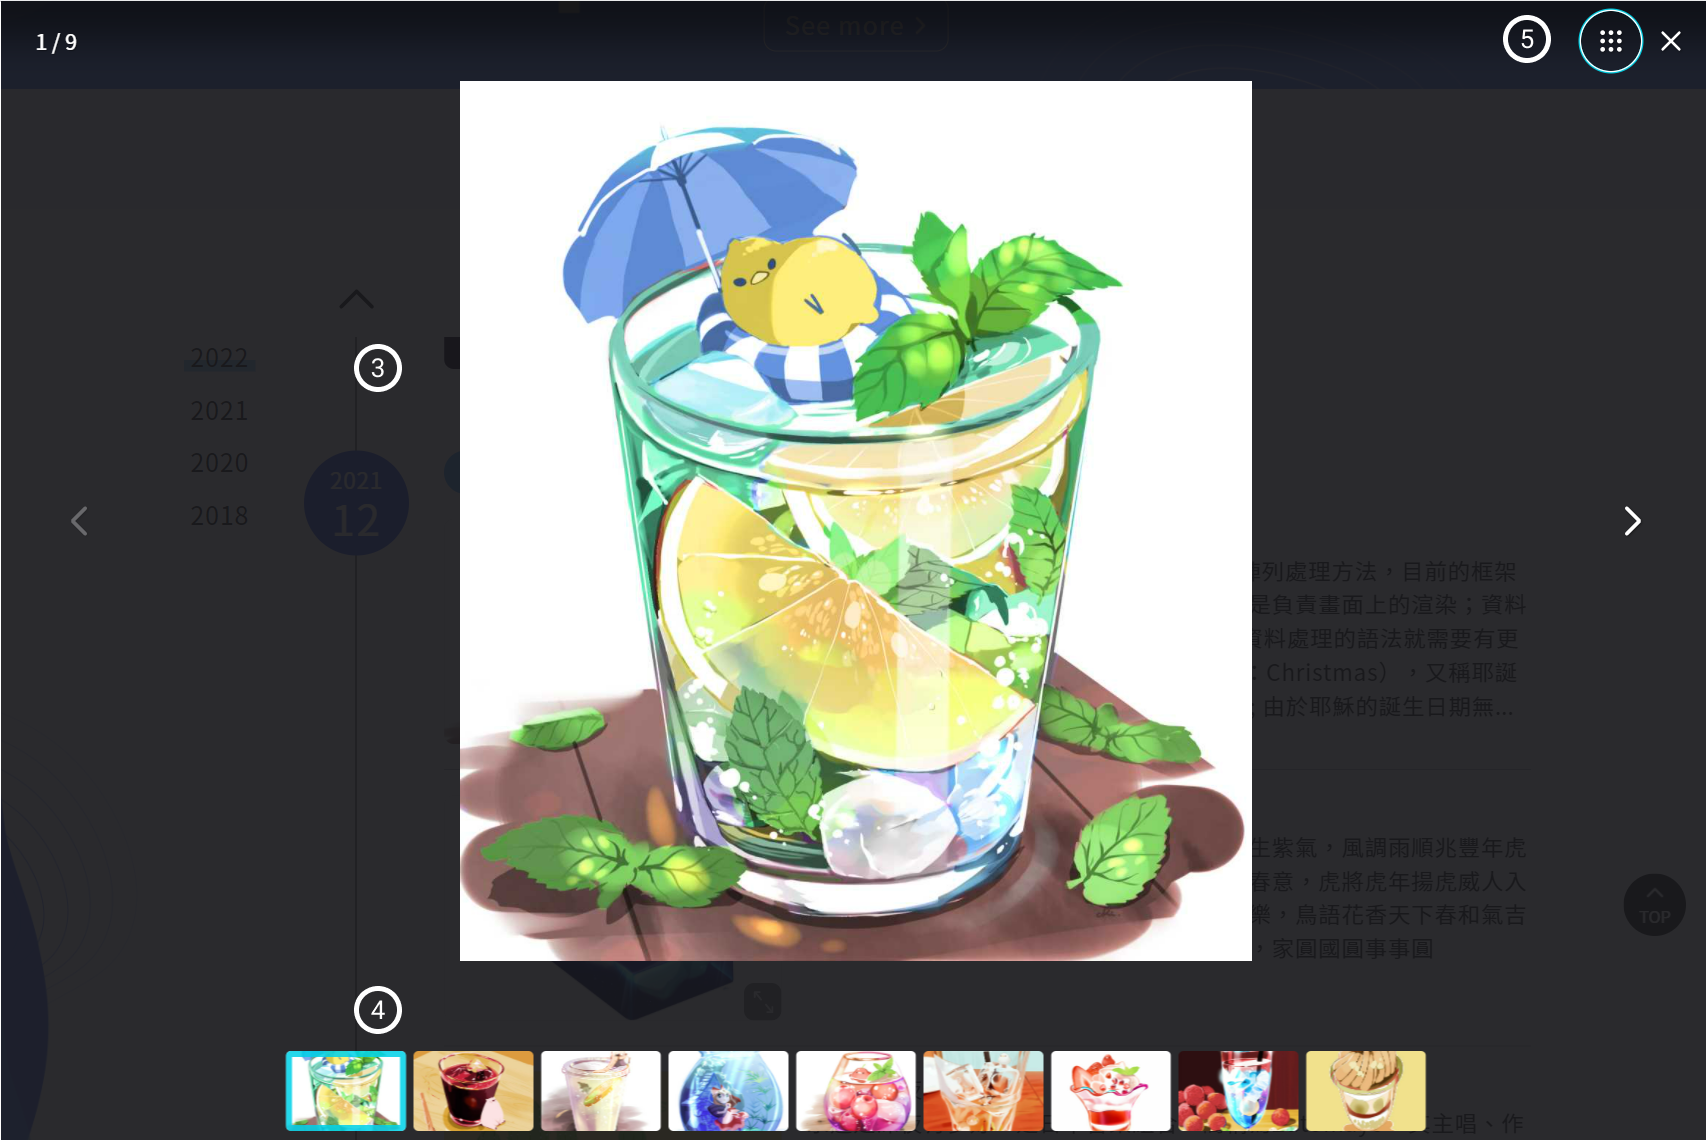 See more
1 / 9
5
2022
3
2021
2020
2018
2021
12
列處理方法，目前的框架
是負責畫面上的渲染；資料
資料處理的語法就需要有更
：Christmas），又稱耶誕
；由於耶穌的誕生日期無...
生紫氣，風調雨順兆豐年虎
春意，虎將虎年揚虎威人入
樂，鳥語花香天下春和氣吉
，家圓國圓事事圓
TOP
4
主唱、作